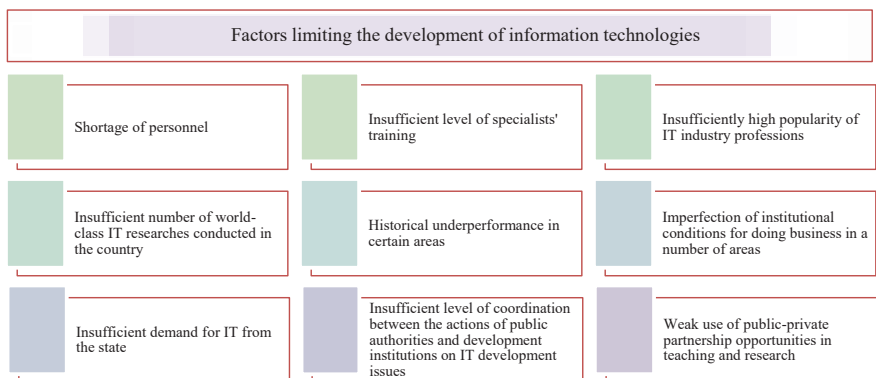 Factors limiting the development of information technologies
Shortage of personnel
Insufficient level of specialists'
training
Insufficiently high popularity of
IT industry professions
Insufficient number of world-
class IT researches conducted in
the country
Historical underperformance in
certain areas
Imperfection of institutional
conditions for doing business in a
number of areas
Insufficient demand for IT from
the state
Insufficient level of coordination
between the actions of public
authorities and development
institutions on IT development
issues
Weak use of public-private
partnership opportunities in
teaching and research